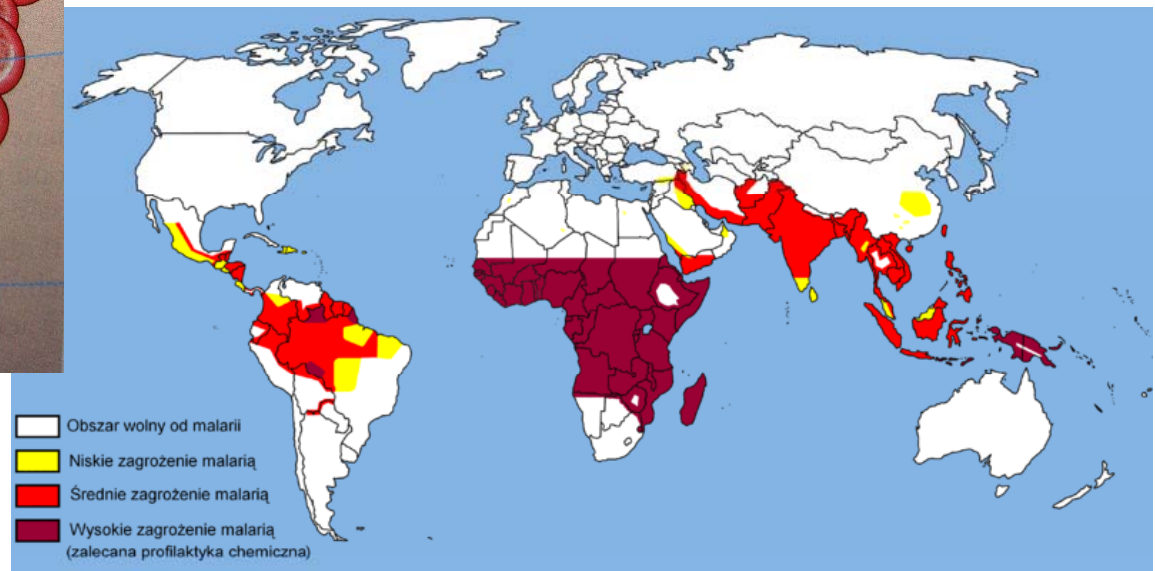 Obszar wolny od malarii
Niskie zagrożenie malarią
Średnie zagrożenie malarią
Wysokie zagrożenie malarią
(zalecana profilaktyka chemiczna)